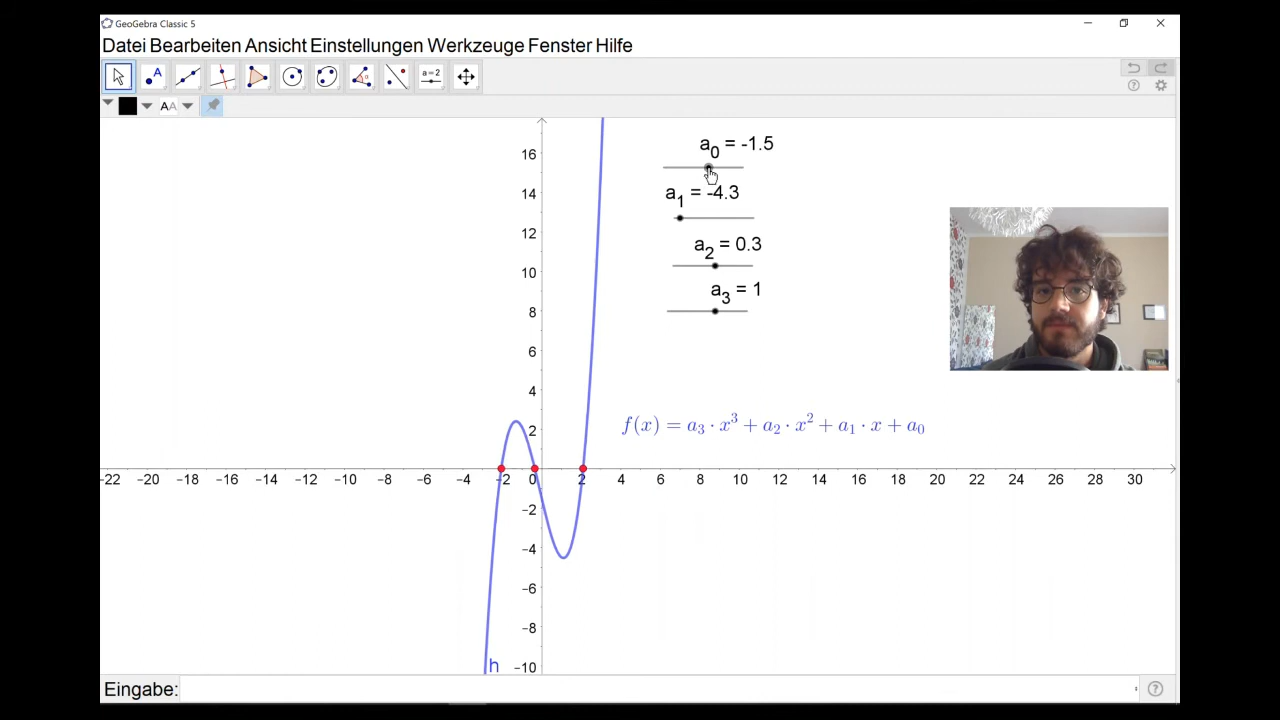 GeoGebra Classic 5
Datei Bearbeiten Ansicht Einstellungen Werkzeuge Fenster Hilfe
A
a=2
AA
a₀ = -1.5
a₁ = -4.3
a₂ = 0.3
a₃ = 1
f(x) = a₃ · x³ + a₂ · x² + a₁ · x + a₀
16
14
12
10
8
6
4
2
-22 -20 -18 -16 -14 -12 -10 -8 -6 -4 -2 0 2 4 6 8 10 12 14 16 18 20 22 24 26 28 30
-2
-4
-6
-8
-10
h
Eingabe: